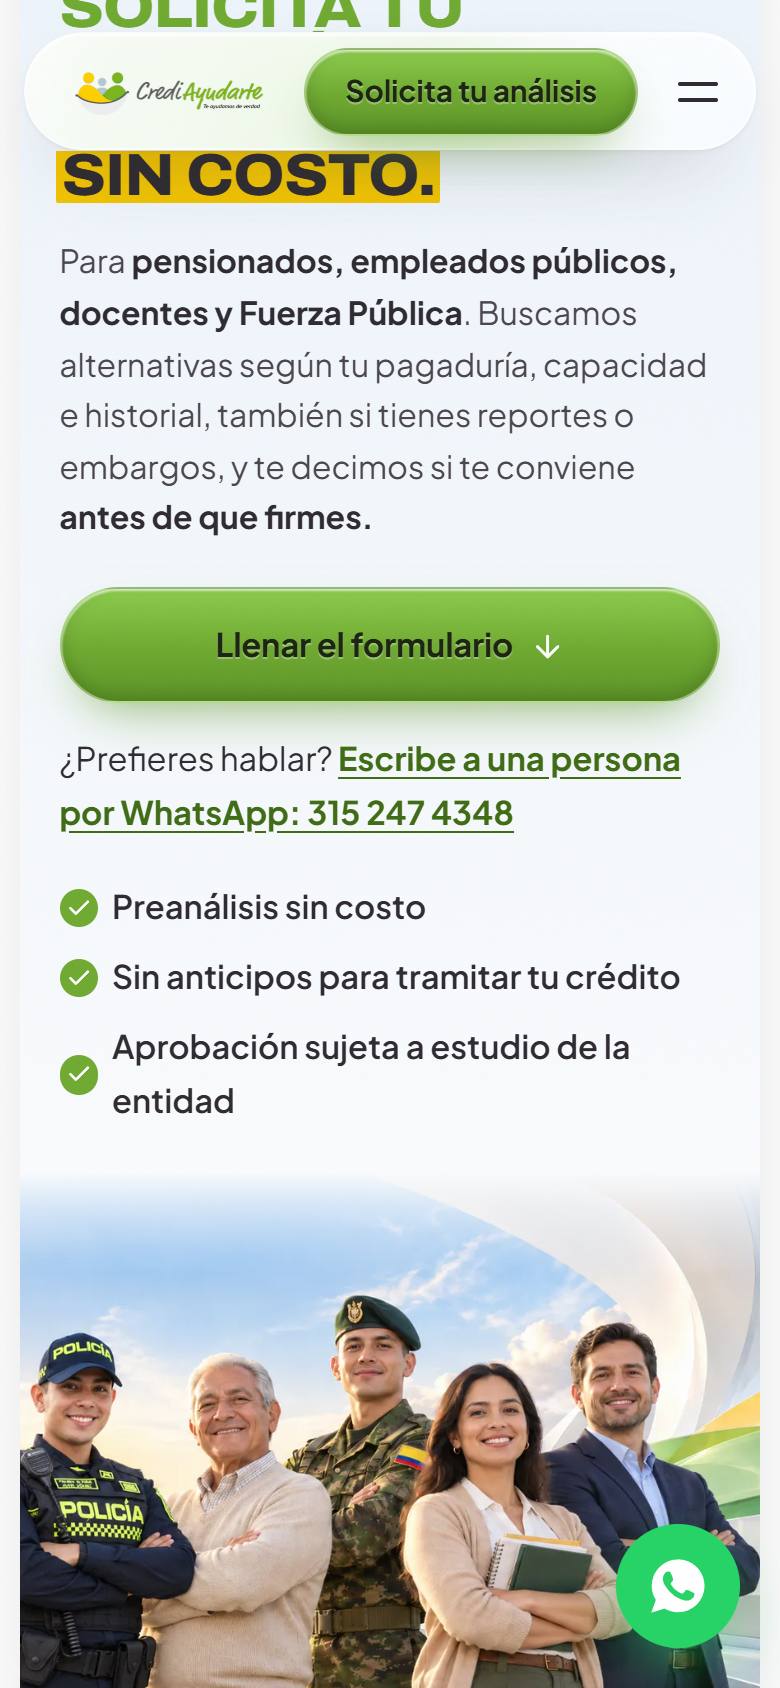 SOLICITA TU
CrediAyudarte
Te ayudamos de verdad
Solicita tu análisis
SIN COSTO.
Para pensionados, empleados públicos,
docentes y Fuerza Pública. Buscamos
alternativas según tu pagaduría, capacidad
e historial, también si tienes reportes o
embargos, y te decimos si te conviene
antes de que firmes.
Llenar el formulario
¿Prefieres hablar? Escribe a una persona
por WhatsApp: 315 247 4348
Preanálisis sin costo
Sin anticipos para tramitar tu crédito
Aprobación sujeta a estudio de la
entidad
POLICÍA
POLICÍA